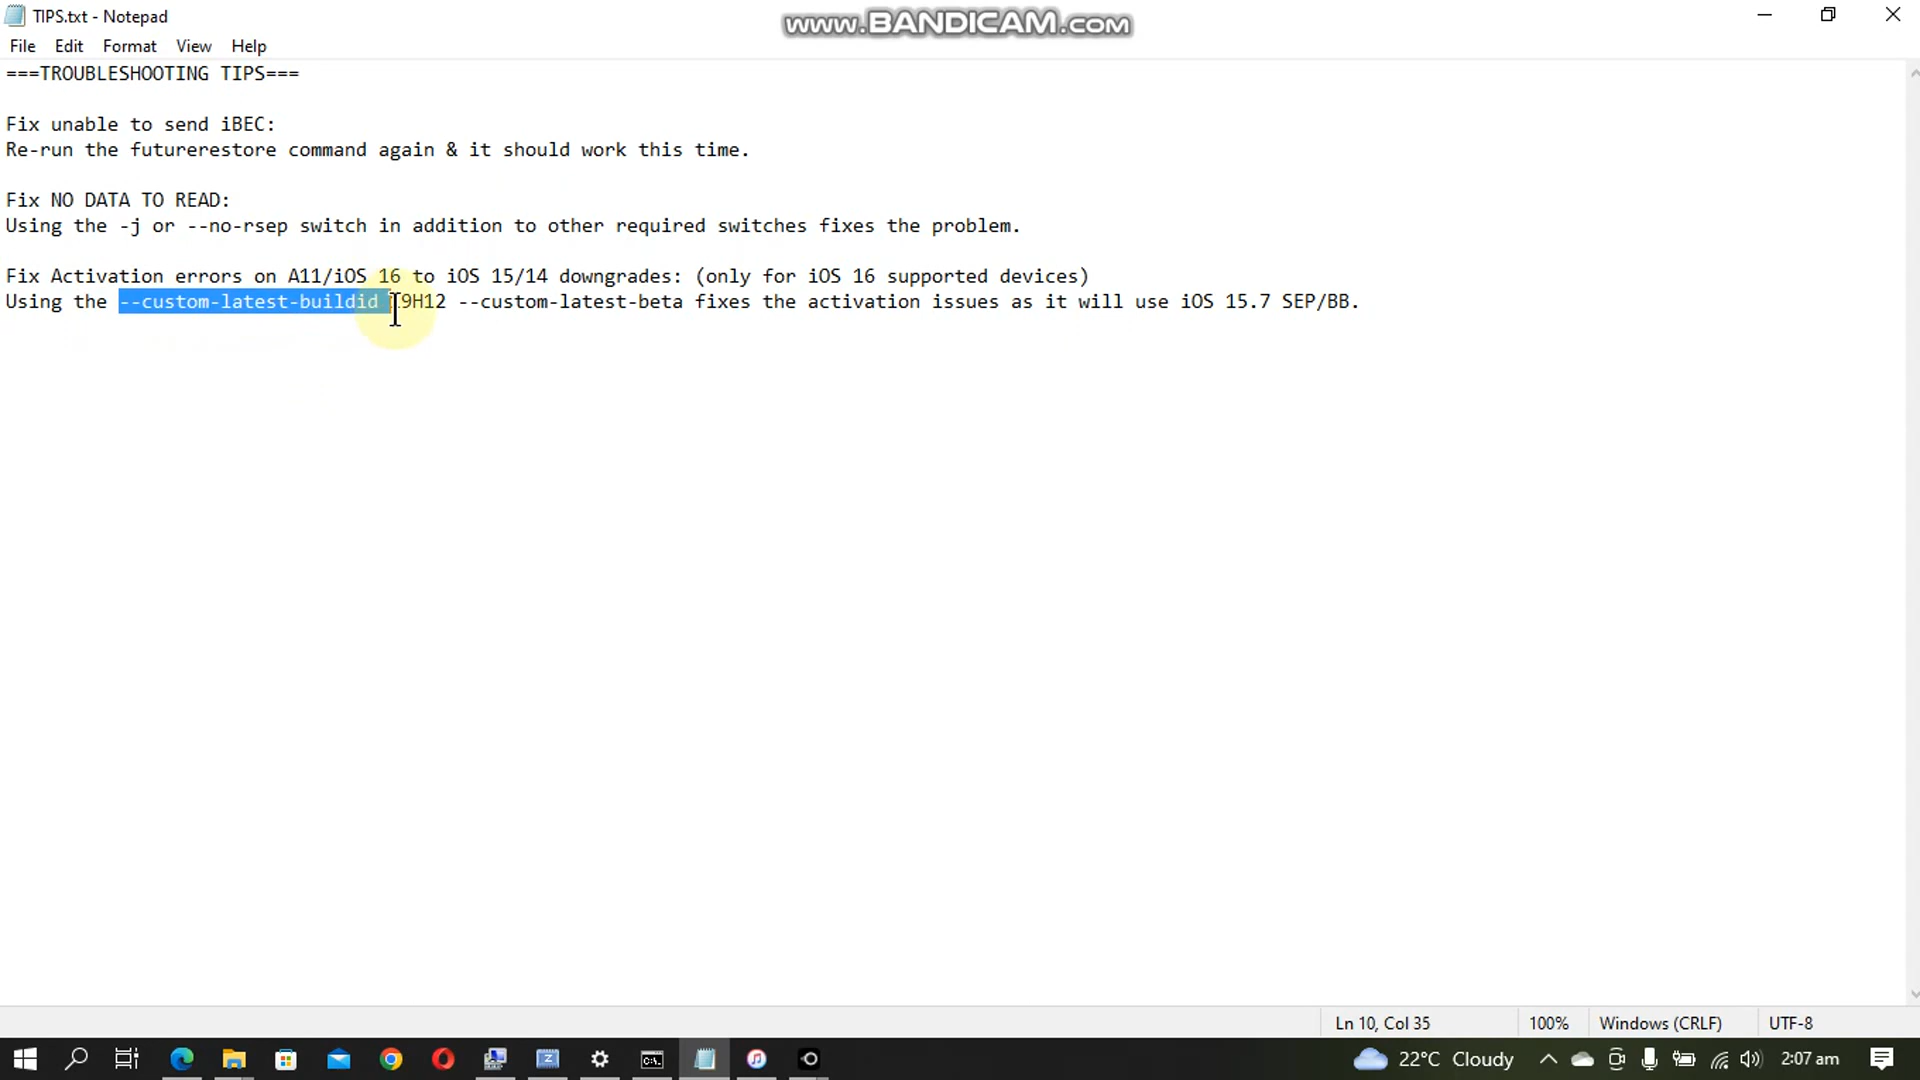 TIPS.txt - Notepad
www.BANDICAM.com
File Edit Format View Help
===TROUBLESHOOTING TIPS===
Fix unable to send iBEC:
Re-run the futurerestore command again & it should work this time.
Fix NO DATA TO READ:
Using the -j or --no-rsep switch in addition to other required switches fixes the problem.
Fix Activation errors on A11/iOS 16 to iOS 15/14 downgrades: (only for iOS 16 supported devices)
Using the --custom-latest-buildid 19H12 --custom-latest-beta fixes the activation issues as it will use iOS 15.7 SEP/BB.
Ln 10, Col 35 100% Windows (CRLF) UTF-8
22°C Cloudy 2:07 am